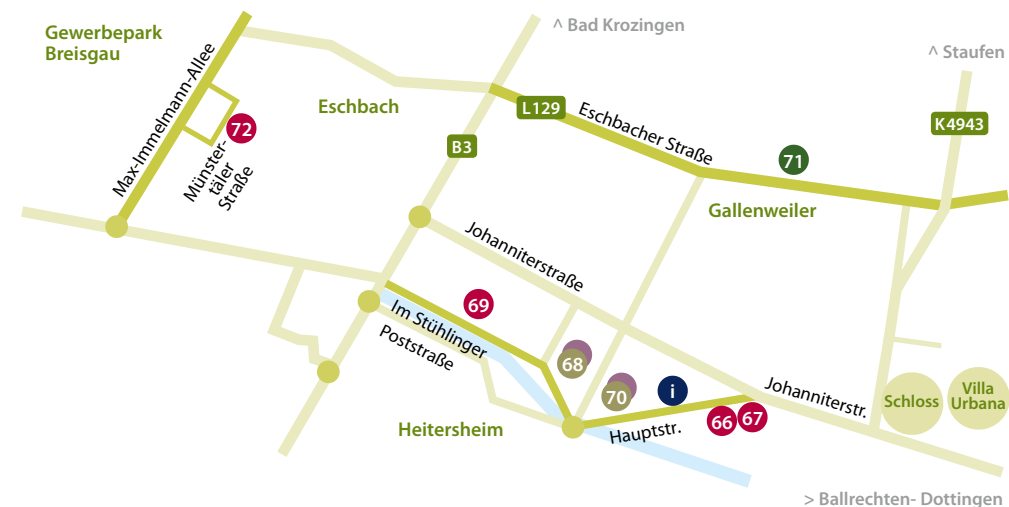 Gewerbepark
Breisgau
^ Bad Krozingen
^ Staufen
Max-Immelmann-Allee
Eschbach
L129
Eschbacher Straße
K4943
72
B3
71
Münster-
täler
Straße
Gallenweiler
Johanniterstraße
69
Im Stühlinger
Poststraße
68
70
i
Johanniterstr.
Schloss
Villa
Urbana
66
67
Heitersheim
Hauptstr.
> Ballrechten- Dottingen